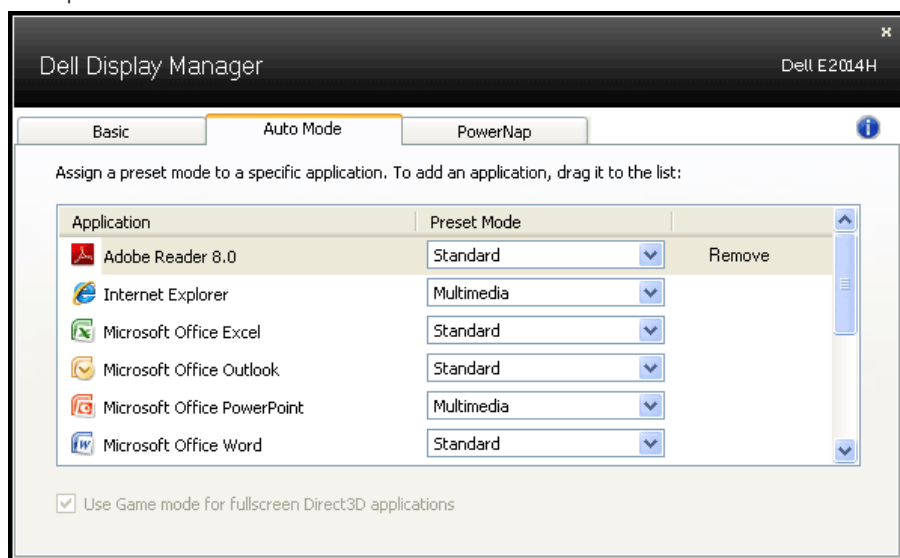 Dell Display Manager
Dell E2014H
Basic
Auto Mode
PowerNap
Assign a preset mode to a specific application. To add an application, drag it to the list:
Application Preset Mode
Adobe Reader 8.0 Standard Remove
Internet Explorer Multimedia
Microsoft Office Excel Standard
Microsoft Office Outlook Standard
Microsoft Office PowerPoint Multimedia
Microsoft Office Word Standard
Use Game mode for fullscreen Direct3D applications